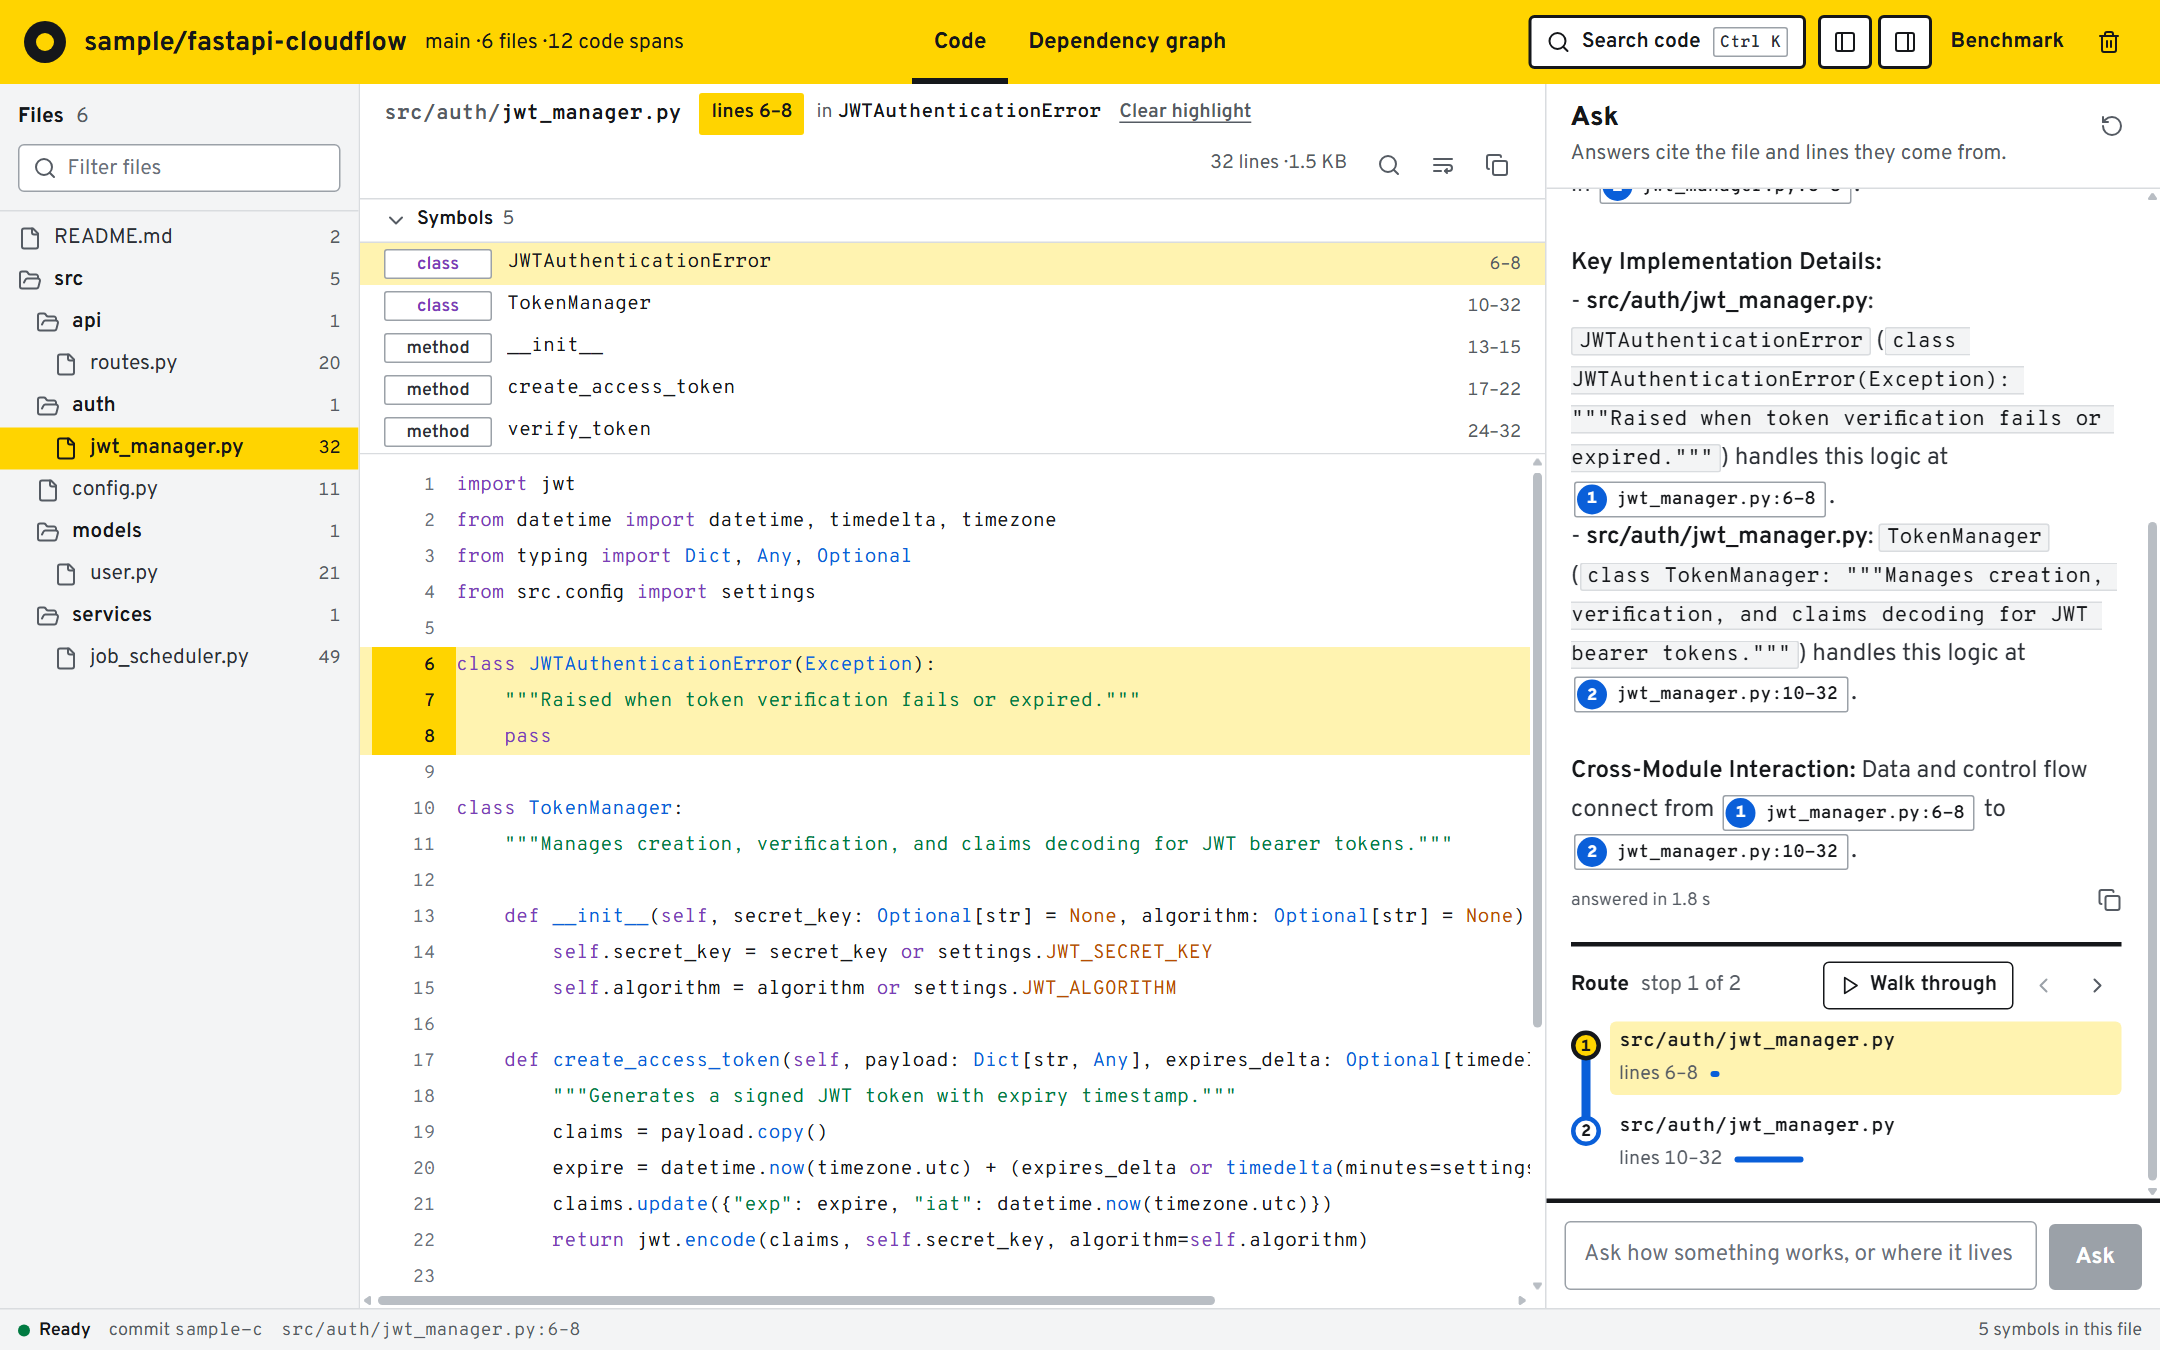 sample/fastapi-cloudflow main ·6 files ·12 code spans
Code Dependency graph
Search code Ctrl K Benchmark
Files 6
Filter files
README.md 2
src 5
api 1
routes.py 20
auth 1
jwt_manager.py 32
config.py 11
models 1
user.py 21
services 1
job_scheduler.py 49
src/auth/jwt_manager.py lines 6–8 in JWTAuthenticationError Clear highlight
32 lines ·1.5 KB
Symbols 5
class JWTAuthenticationError 6–8
class TokenManager 10–32
method __init__ 13–15
method create_access_token 17–22
method verify_token 24–32
1 import jwt
2 from datetime import datetime, timedelta, timezone
3 from typing import Dict, Any, Optional
4 from src.config import settings
5
6 class JWTAuthenticationError(Exception):
7 """Raised when token verification fails or expired."""
8 pass
9
10 class TokenManager:
11 """Manages creation, verification, and claims decoding for JWT bearer tokens."""
12
13 def __init__(self, secret_key: Optional[str] = None, algorithm: Optional[str] = None)
14 self.secret_key = secret_key or settings.JWT_SECRET_KEY
15 self.algorithm = algorithm or settings.JWT_ALGORITHM
16
17 def create_access_token(self, payload: Dict[str, Any], expires_delta: Optional[timedel
18 """Generates a signed JWT token with expiry timestamp."""
19 claims = payload.copy()
20 expire = datetime.now(timezone.utc) + (expires_delta or timedelta(minutes=settings
21 claims.update({"exp": expire, "iat": datetime.now(timezone.utc)})
22 return jwt.encode(claims, self.secret_key, algorithm=self.algorithm)
23
Ask
Answers cite the file and lines they come from.
Key Implementation Details:
- src/auth/jwt_manager.py:
JWTAuthenticationError (class
JWTAuthenticationError(Exception):
"""Raised when token verification fails or
expired.""") handles this logic at
1 jwt_manager.py:6–8.
- src/auth/jwt_manager.py: TokenManager
(class TokenManager: """Manages creation,
verification, and claims decoding for JWT
bearer tokens.""") handles this logic at
2 jwt_manager.py:10–32.
Cross-Module Interaction: Data and control flow
connect from 1 jwt_manager.py:6–8 to
2 jwt_manager.py:10–32.
answered in 1.8 s
Route stop 1 of 2 Walk through
1 src/auth/jwt_manager.py
lines 6–8
2 src/auth/jwt_manager.py
lines 10–32
Ask how something works, or where it lives Ask
Ready commit sample-c src/auth/jwt_manager.py:6–8
5 symbols in this file